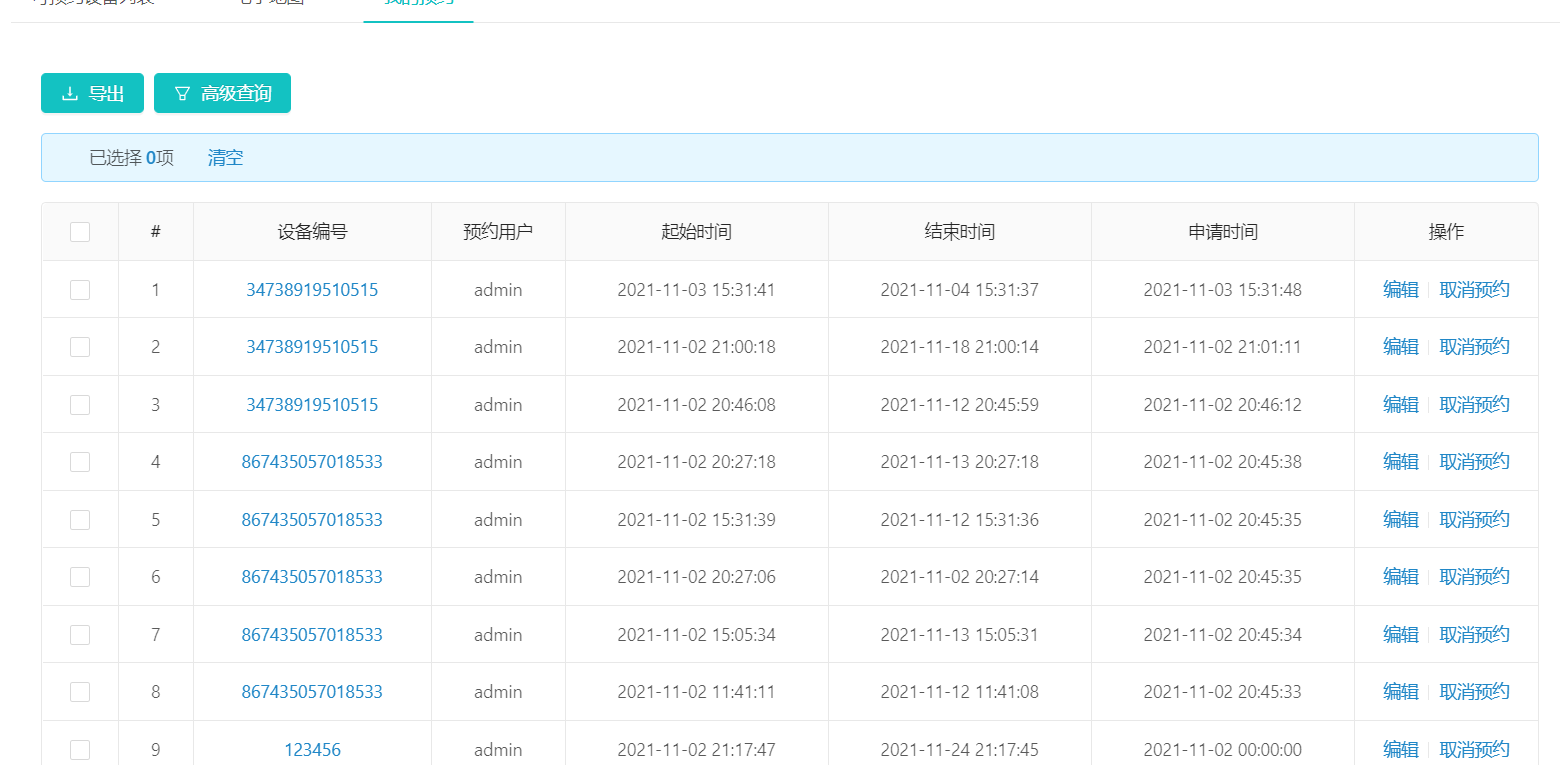 我的预约
导出 高级查询
已选择 0项 清空
# 设备编号 预约用户 起始时间 结束时间 申请时间 操作
1 34738919510515 admin 2021-11-03 15:31:41 2021-11-04 15:31:37 2021-11-03 15:31:48 编辑 取消预约
2 34738919510515 admin 2021-11-02 21:00:18 2021-11-18 21:00:14 2021-11-02 21:01:11 编辑 取消预约
3 34738919510515 admin 2021-11-02 20:46:08 2021-11-12 20:45:59 2021-11-02 20:46:12 编辑 取消预约
4 867435057018533 admin 2021-11-02 20:27:18 2021-11-13 20:27:18 2021-11-02 20:45:38 编辑 取消预约
5 867435057018533 admin 2021-11-02 15:31:39 2021-11-12 15:31:36 2021-11-02 20:45:35 编辑 取消预约
6 867435057018533 admin 2021-11-02 20:27:06 2021-11-02 20:27:14 2021-11-02 20:45:35 编辑 取消预约
7 867435057018533 admin 2021-11-02 15:05:34 2021-11-13 15:05:31 2021-11-02 20:45:34 编辑 取消预约
8 867435057018533 admin 2021-11-02 11:41:11 2021-11-12 11:41:08 2021-11-02 20:45:33 编辑 取消预约
9 123456 admin 2021-11-02 21:17:47 2021-11-24 21:17:45 2021-11-02 00:00:00 编辑 取消预约